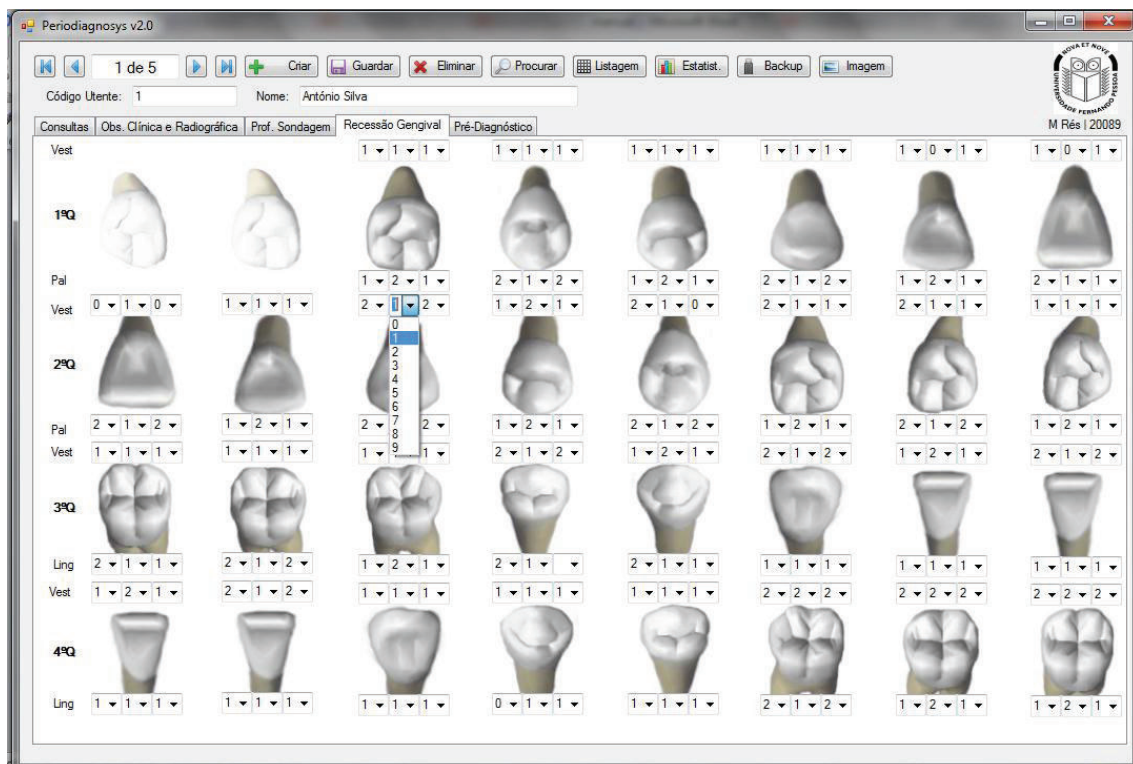 Periodiagnosys v2.0
1 de 5 Criar Guardar Eliminar Procurar Listagem Estatist. Backup Imagem
NOVA ET NOVE UNIVERSIDADE FERNANDO PESSOA
Código Utente: 1 Nome: António Silva
Consultas Obs. Clínica e Radiográfica Prof. Sondagem Recessão Gengival Pré-Diagnóstico M Rés | 20089
Vest 1 1 1 1 1 1 1 1 1 1 1 1 1 0 1 1 0 1
1ºQ
Pal 1 2 1 2 1 2 1 2 1 2 1 2 1 2 1 2 1 1
Vest 0 1 0 1 1 1 2 1 2 1 2 1 2 1 0 2 1 1 2 1 1 1 1 1
0
1
2
3
4
5
6
7
8
9
2ºQ
Pal 2 1 2 1 2 1 2 2 1 2 1 2 1 2 1 2 1 2 1 2 1 1 2 1
Vest 1 1 1 1 1 1 1 1 2 1 2 1 2 1 2 1 2 1 2 1 2 1 2
3ºQ
Ling 2 1 1 2 1 2 1 2 1 2 1 2 1 1 1 1 1 1 1 1 1 1 1
Vest 1 2 1 2 1 2 1 1 1 1 1 1 1 1 1 2 2 2 2 2 2 2 2 2
4ºQ
Ling 1 1 1 1 1 1 1 1 1 0 1 1 1 1 1 2 1 2 1 2 1 1 2 1